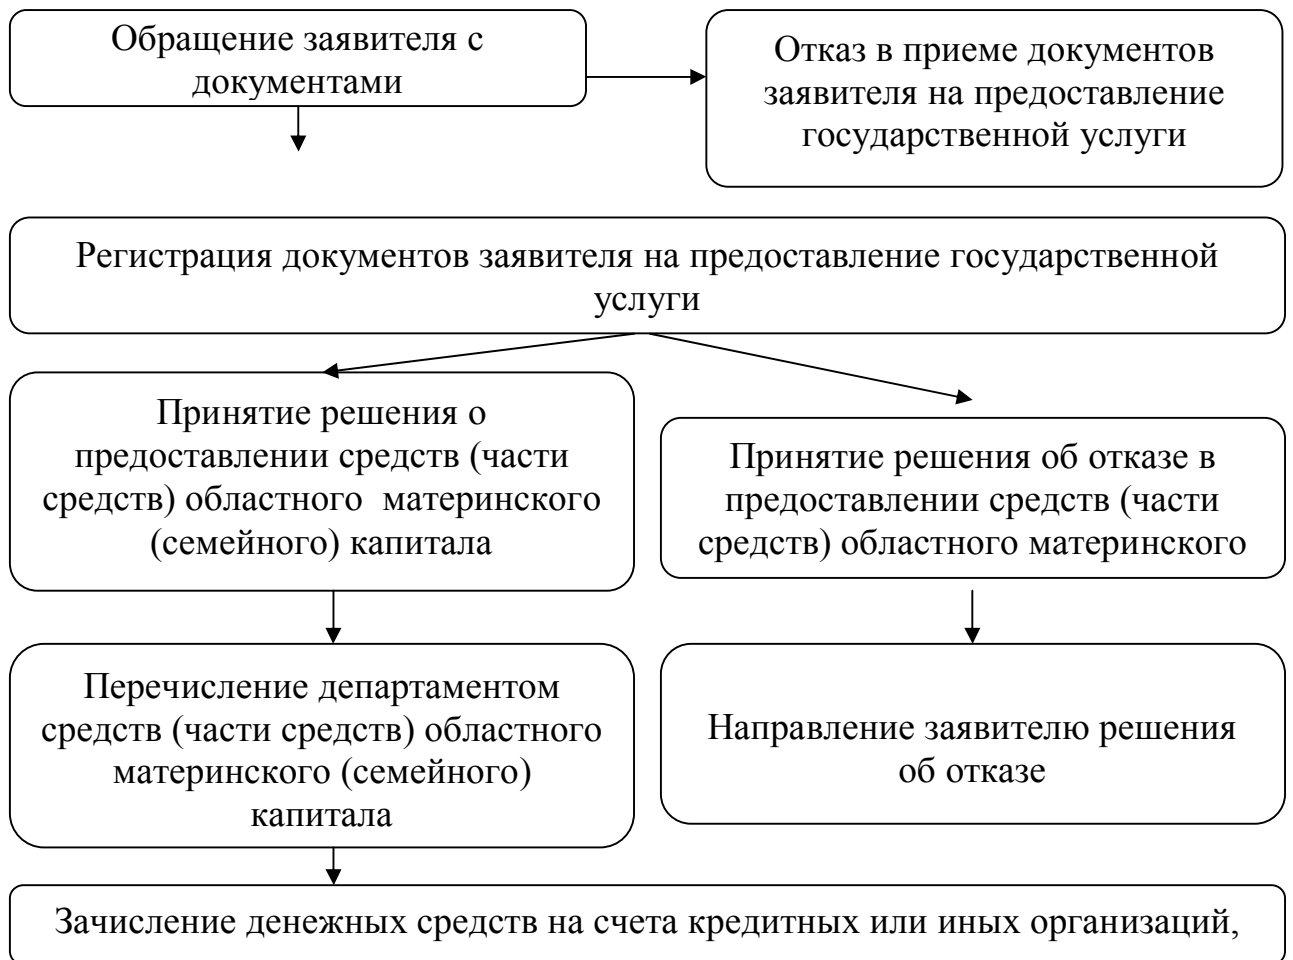 Обращение заявителя с
документами
Отказ в приеме документов
заявителя на предоставление
государственной услуги
Регистрация документов заявителя на предоставление государственной
услуги
Принятие решения о
предоставлении средств (части
средств) областного  материнского
(семейного) капитала
Принятие решения об отказе в
предоставлении средств (части
средств) областного материнского
Перечисление департаментом
средств (части средств) областного
материнского (семейного)
капитала
Направление заявителю решения
об отказе
Зачисление денежных средств на счета кредитных или иных организаций,